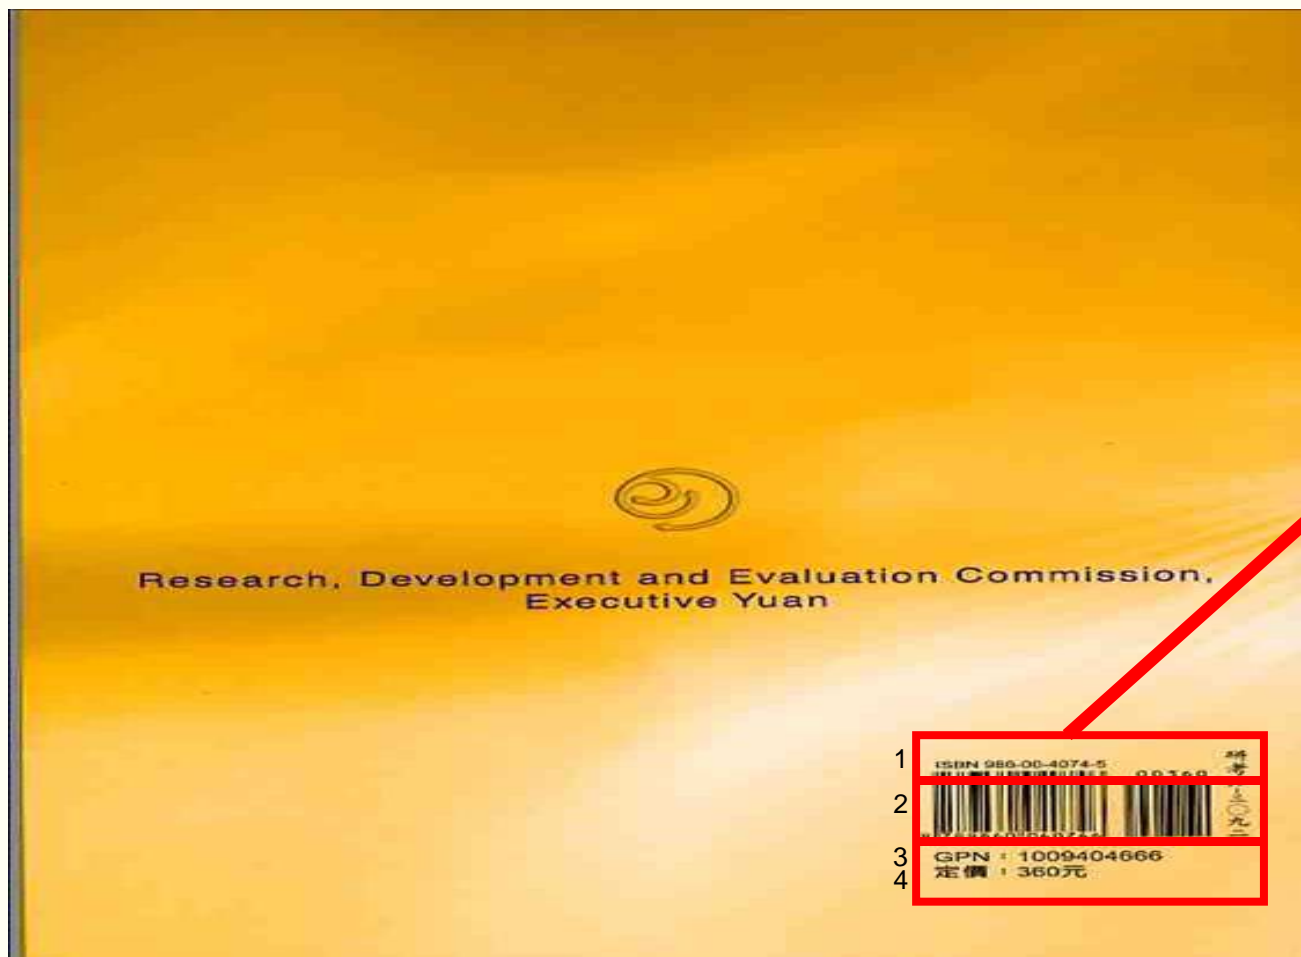 Research, Development and Evaluation Commission,
Executive Yuan
1
ISBN 986-00-4074-5
00360
2
3
GPN：1009404666
4
定價：360元